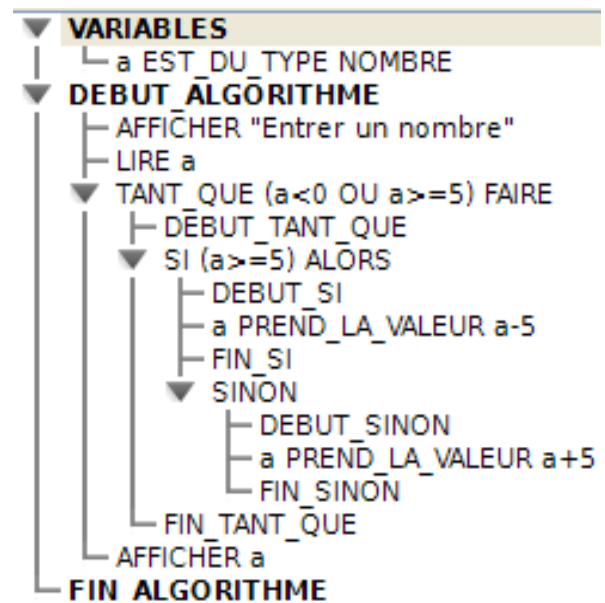 VARIABLES
a EST_DU_TYPE NOMBRE
DEBUT_ALGORITHME
AFFICHER "Entrer un nombre"
LIRE a
TANT_QUE (a<0 OU a>=5) FAIRE
DEBUT_TANT_QUE
SI (a>=5) ALORS
DEBUT_SI
a PREND_LA_VALEUR a-5
FIN_SI
SINON
DEBUT_SINON
a PREND_LA_VALEUR a+5
FIN_SINON
FIN_TANT_QUE
AFFICHER a
FIN_ALGORITHME